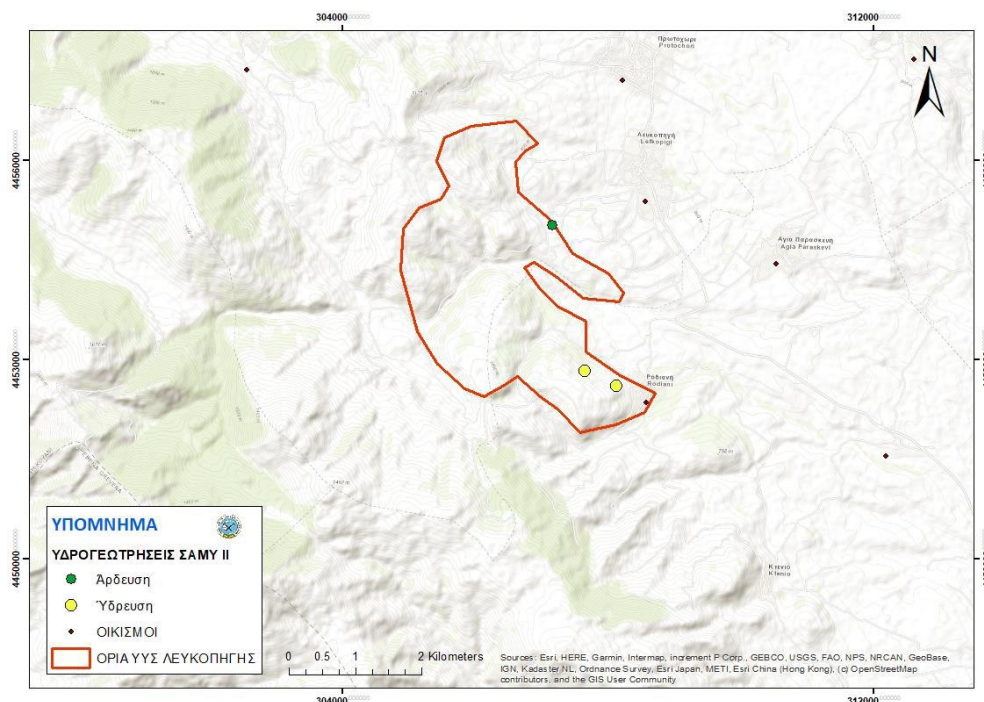 304000
312000
N
Πρωτοχώρι
Protochori
4456000
Λευκοπηγή
Lefkopigi
Αγία Παρασκευή
Agia Paraskevi
4453000
Ροδιανή
Rodiani
750 m
ΥΠΟΜΝΗΜΑ
ΥΔΡΟΓΕΩΤΡΗΣΕΙΣ ΣΑΜΥ ΙΙ
Άρδευση
Ύδρευση
ΟΙΚΙΣΜΟΙ
ΟΡΙΑ ΥΥΣ ΛΕΥΚΟΠΗΓΗΣ
4450000
Κτενιό
Ktenio
0 0.5 1 2 Kilometers
Sources: Esri, HERE, Garmin, Intermap, increment P Corp., GEBCO, USGS, FAO, NPS, NRCAN, GeoBase,
IGN, Kadaster NL, Ordnance Survey, Esri Japan, METI, Esri China (Hong Kong), (c) OpenStreetMap
contributors, and the GIS User Community
304000
312000